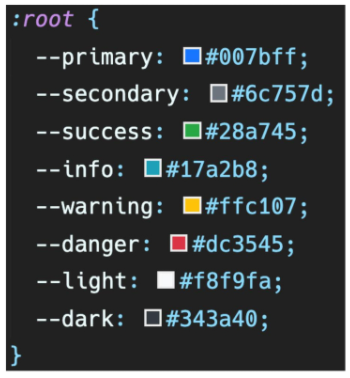 :root {
--primary: #007bff;
--secondary: #6c757d;
--success: #28a745;
--info: #17a2b8;
--warning: #ffc107;
--danger: #dc3545;
--light: #f8f9fa;
--dark: #343a40;
}